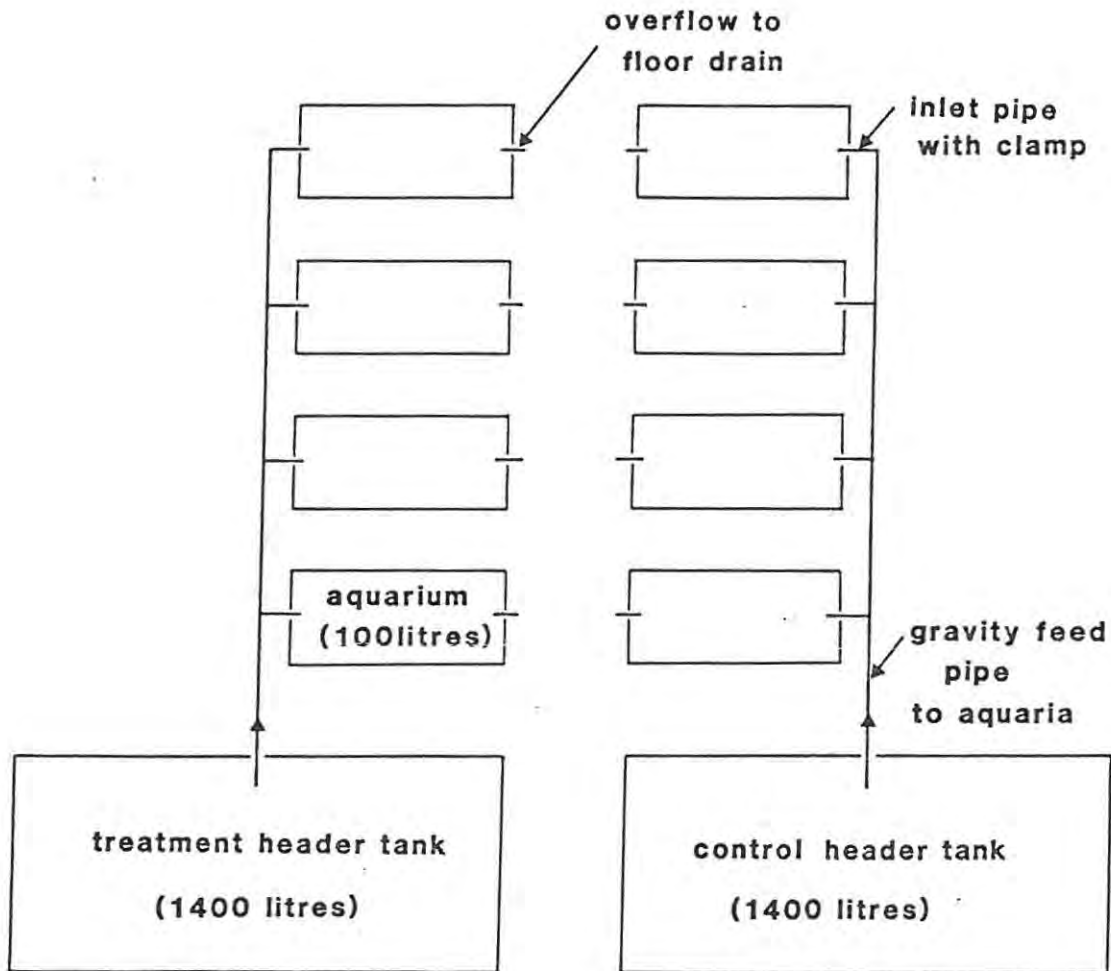 overflow to
floor drain
inlet pipe
with clamp
aquarium
(100litres)
gravity feed
pipe
to aquaria
treatment header tank
(1400 litres)
control header tank
(1400 litres)